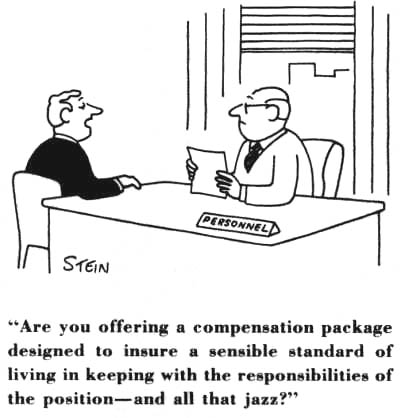 PERSONNEL
STEIN
“Are you offering a compensation package
designed to insure a sensible standard of
living in keeping with the responsibilities of
the position—and all that jazz?”